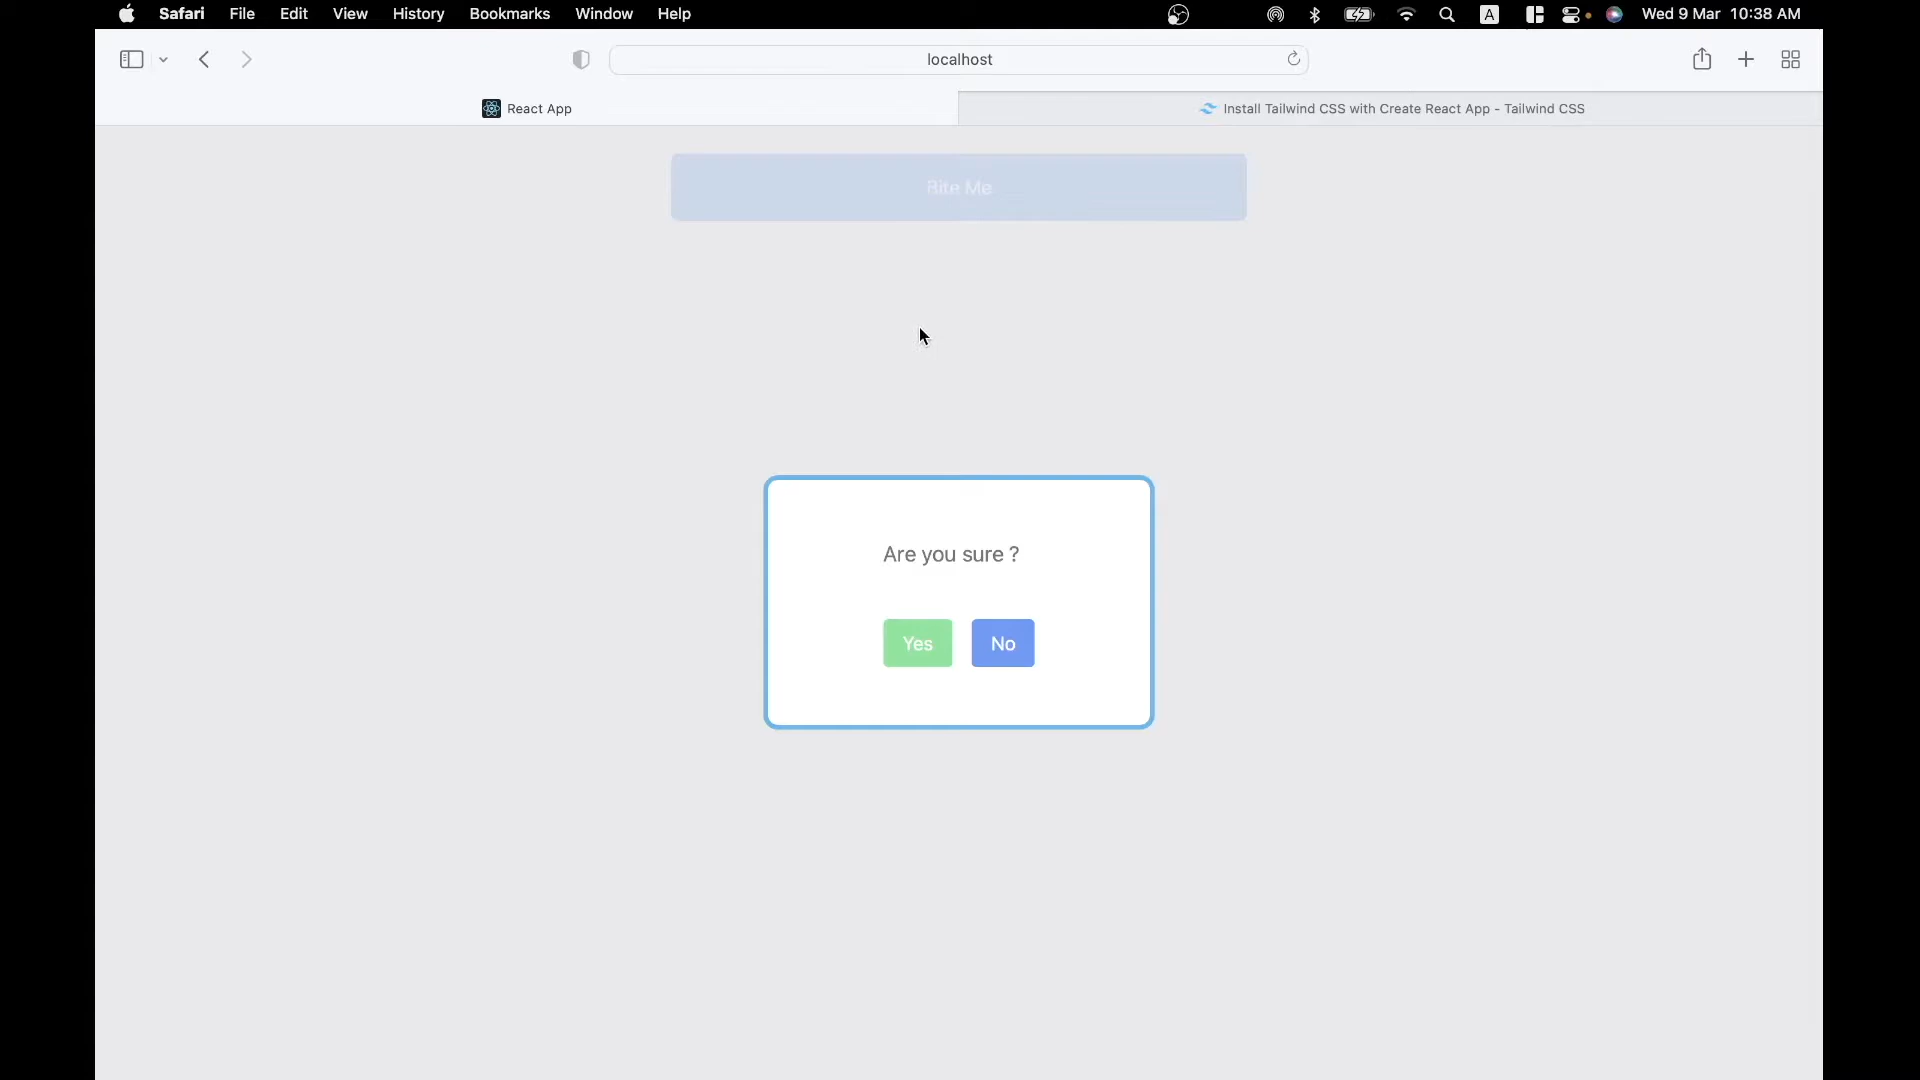 Safari File Edit View History Bookmarks Window Help A Wed 9 Mar 10:38 AM
localhost
React App Install Tailwind CSS with Create React App - Tailwind CSS
Bite Me
Are you sure ?
Yes No